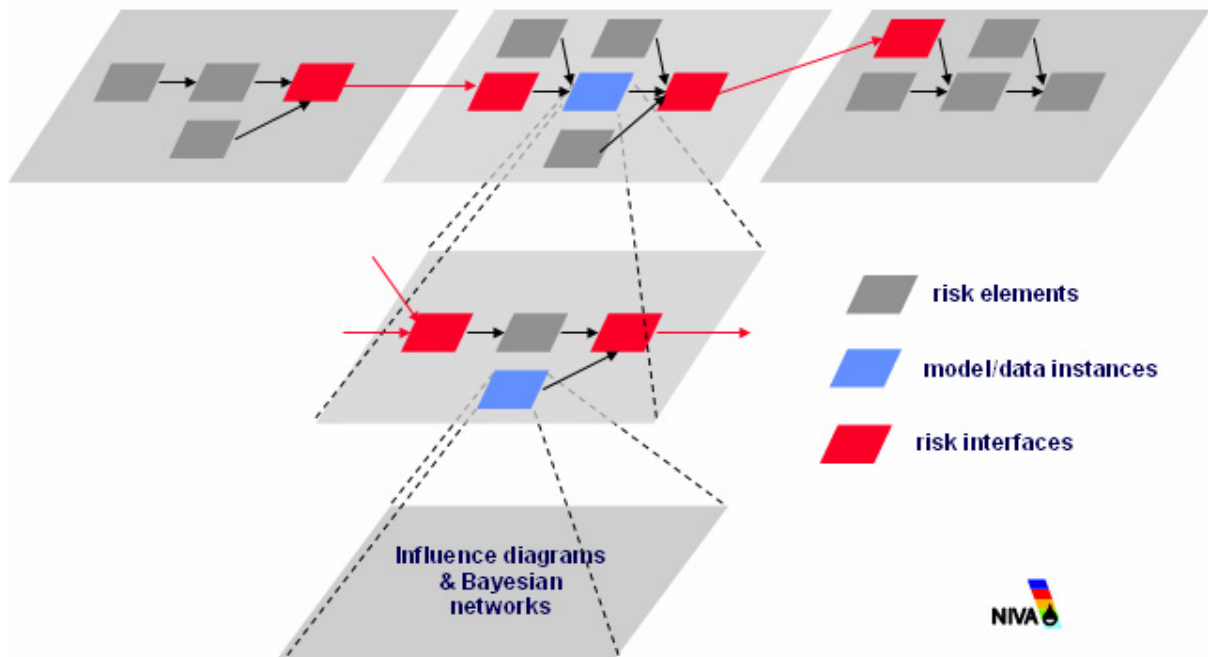 risk elements
model/data instances
risk interfaces
Influence diagrams
& Bayesian
networks
NIVA